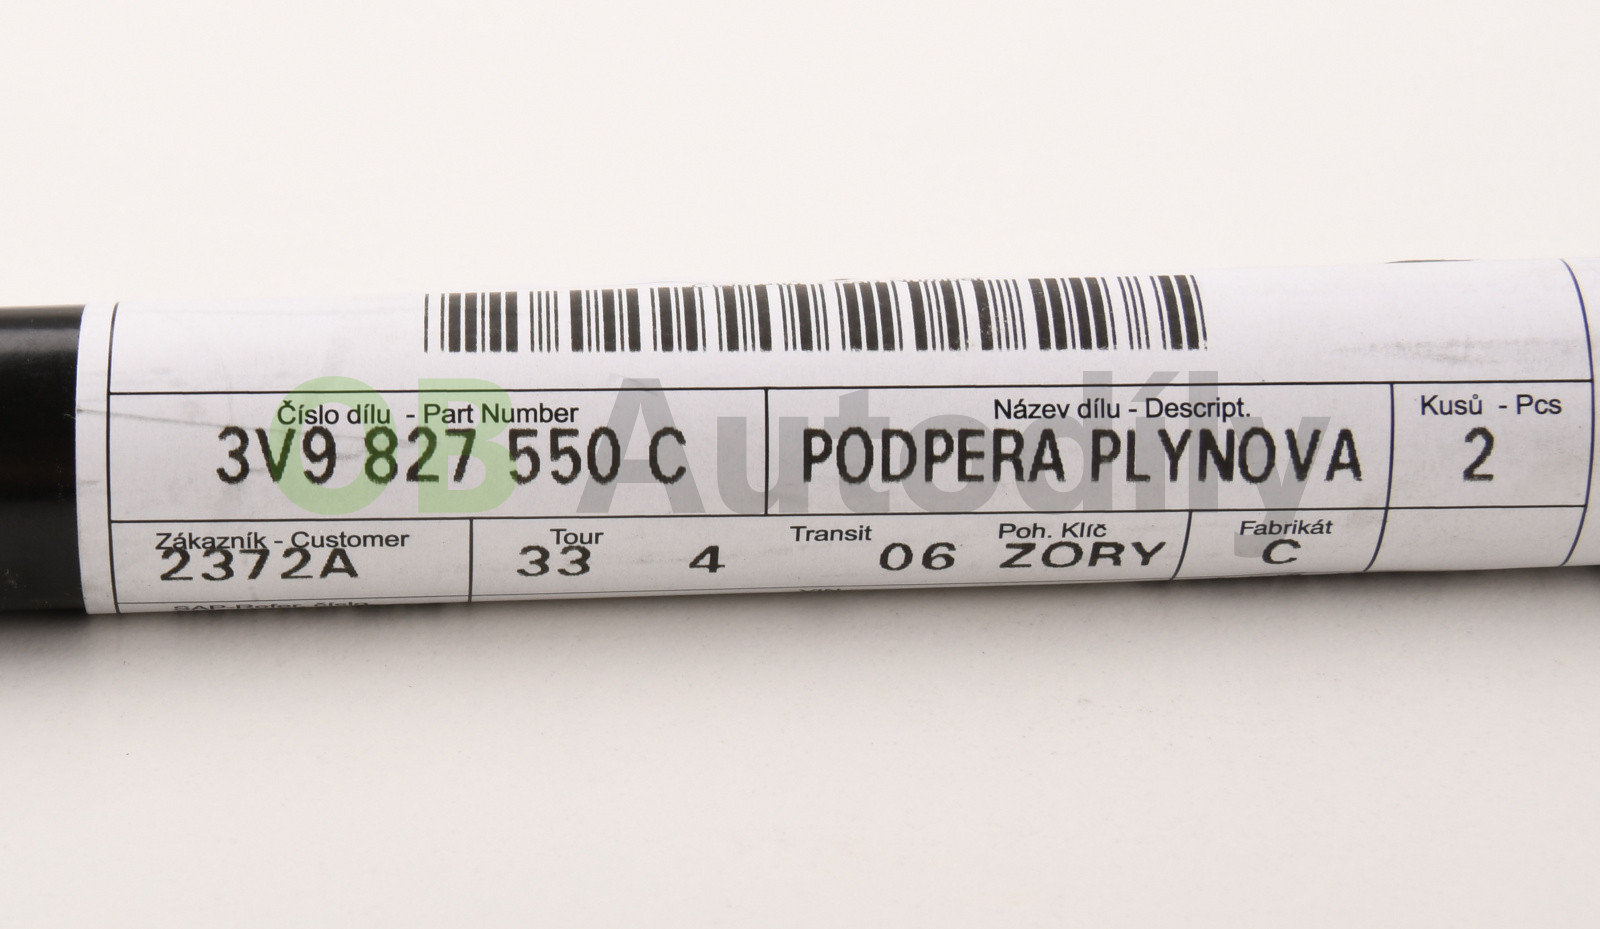 Číslo dílu - Part Number
3V9 827 550 C
Název dílu - Descript.
PODPERA PLYNOVA
Kusů - Pcs
2
Zákazník - Customer
2372A
Tour
33 4
Transit
06
Poh. Klíč
ZORY
Fabrikát
C
OB Autodíly